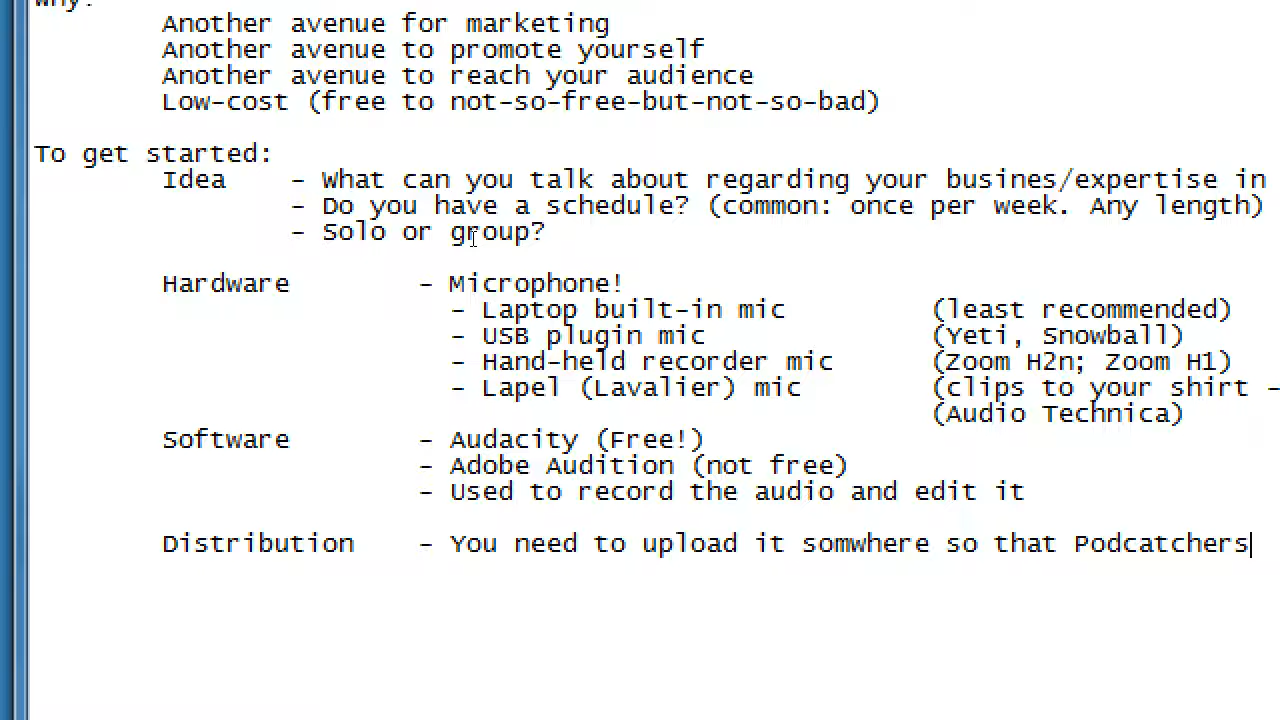 Why?
Another avenue for marketing
Another avenue to promote yourself
Another avenue to reach your audience
Low-cost (free to not-so-free-but-not-so-bad)
To get started:
Idea - What can you talk about regarding your busines/expertise in
- Do you have a schedule? (common: once per week. Any length)
- Solo or group?
Hardware - Microphone!
- Laptop built-in mic (least recommended)
- USB plugin mic (Yeti, Snowball)
- Hand-held recorder mic (Zoom H2n; Zoom H1)
- Lapel (Lavalier) mic (clips to your shirt -
(Audio Technica)
Software - Audacity (Free!)
- Adobe Audition (not free)
- Used to record the audio and edit it
Distribution - You need to upload it somwhere so that Podcatchers